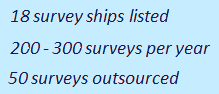 18 survey ships listed
200 - 300 surveys per year
50 surveys outsourced